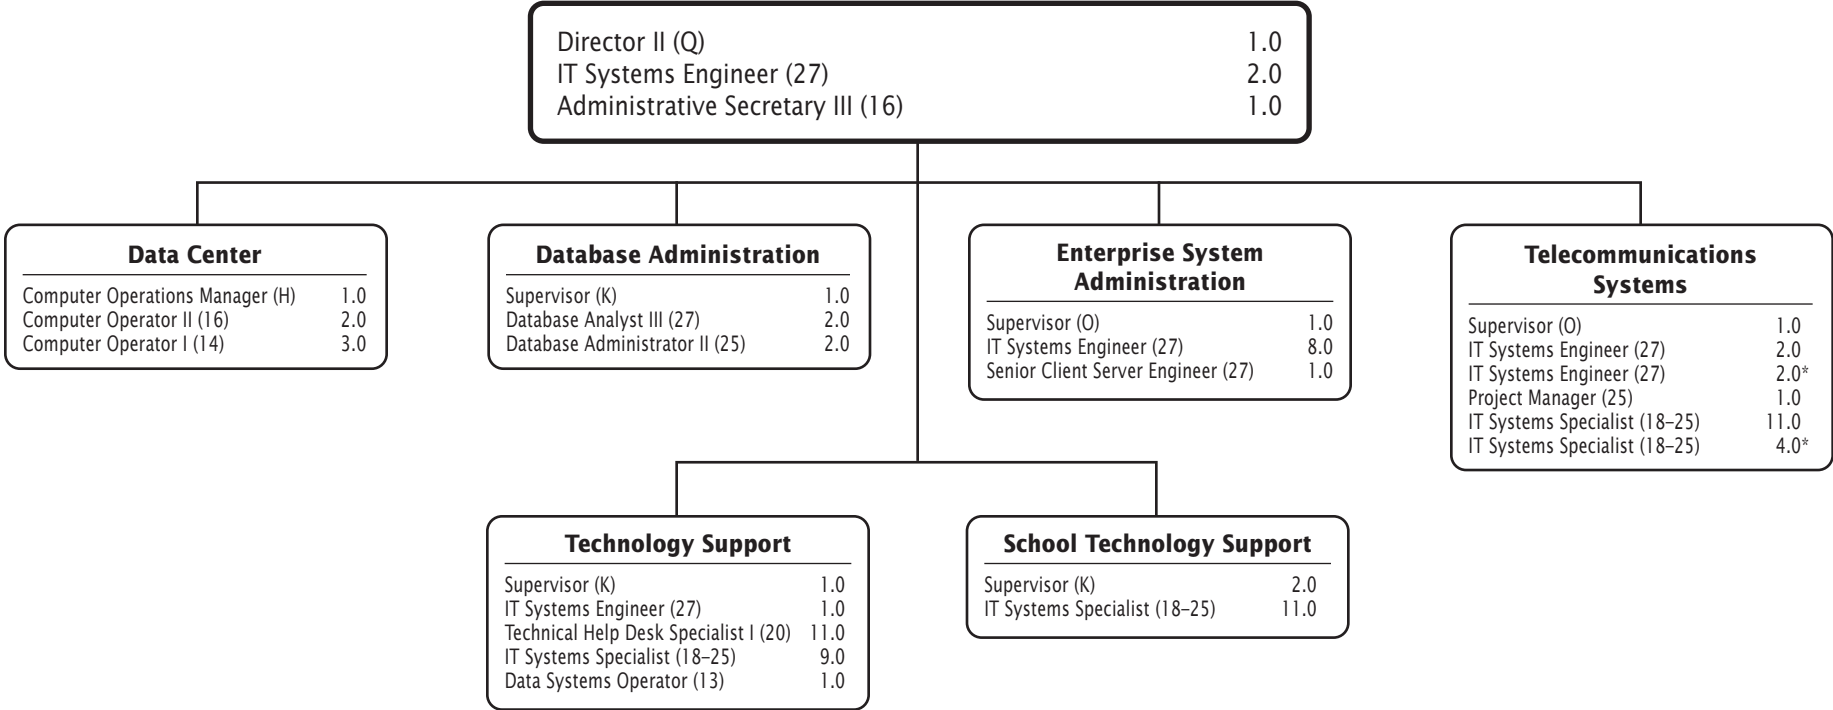 Director II (Q) 1.0
IT Systems Engineer (27) 2.0
Administrative Secretary III (16) 1.0
Data Center
Computer Operations Manager (H) 1.0
Computer Operator II (16) 2.0
Computer Operator I (14) 3.0
Database Administration
Supervisor (K) 1.0
Database Analyst III (27) 2.0
Database Administrator II (25) 2.0
Enterprise System
Administration
Supervisor (O) 1.0
IT Systems Engineer (27) 8.0
Senior Client Server Engineer (27) 1.0
Telecommunications
Systems
Supervisor (O) 1.0
IT Systems Engineer (27) 2.0
IT Systems Engineer (27) 2.0*
Project Manager (25) 1.0
IT Systems Specialist (18–25) 11.0
IT Systems Specialist (18–25) 4.0*
Technology Support
Supervisor (K) 1.0
IT Systems Engineer (27) 1.0
Technical Help Desk Specialist I (20) 11.0
IT Systems Specialist (18–25) 9.0
Data Systems Operator (13) 1.0
School Technology Support
Supervisor (K) 2.0
IT Systems Specialist (18–25) 11.0